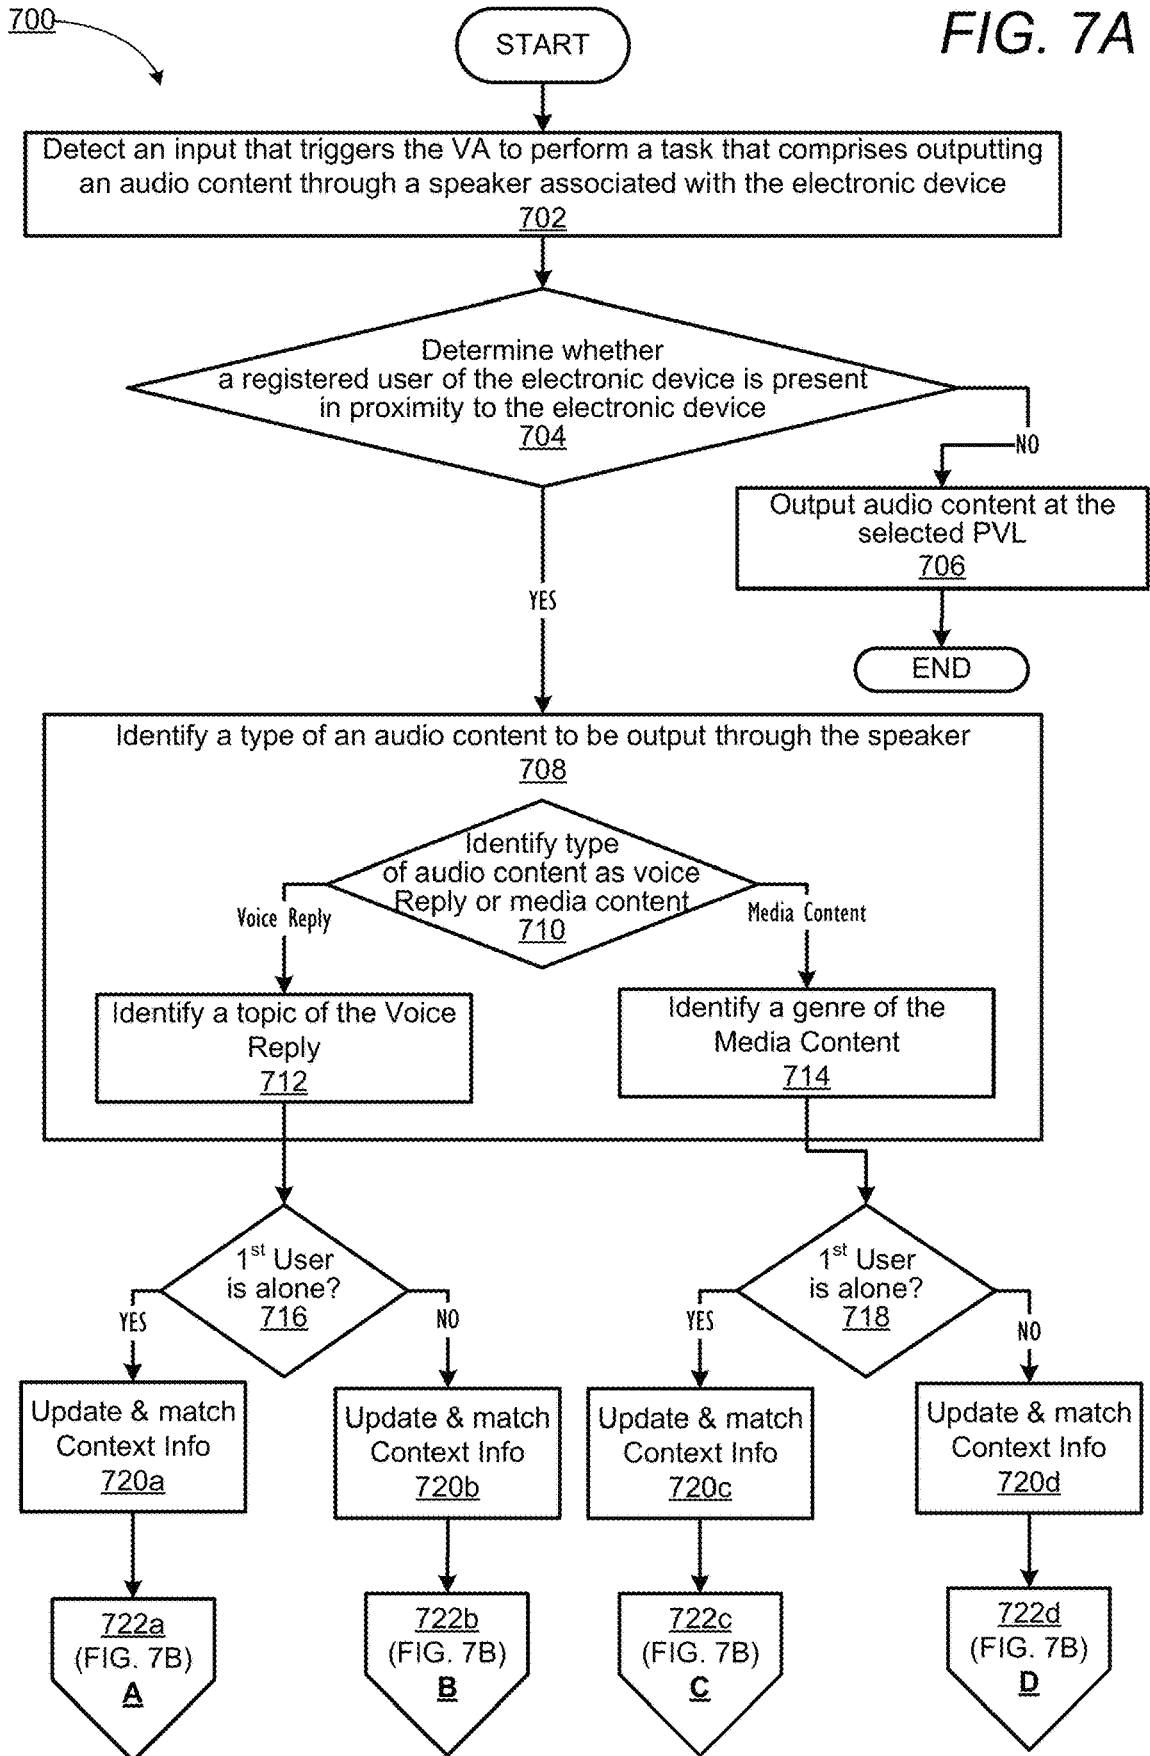 700
START
FIG. 7A
Detect an input that triggers the VA to perform a task that comprises outputting
an audio content through a speaker associated with the electronic device
702
Determine whether
a registered user of the electronic device is present
in proximity to the electronic device
704
NO
Output audio content at the
selected PVL
706
END
YES
Identify a type of an audio content to be output through the speaker
708
Identify type
of audio content as voice
Reply or media content
710
Voice Reply
Media Content
Identify a topic of the Voice
Reply
712
Identify a genre of the
Media Content
714
1st User
is alone?
716
YES
NO
1st User
is alone?
718
YES
NO
Update & match
Context Info
720a
Update & match
Context Info
720b
Update & match
Context Info
720c
Update & match
Context Info
720d
722a
(FIG. 7B)
A
722b
(FIG. 7B)
B
722c
(FIG. 7B)
C
722d
(FIG. 7B)
D